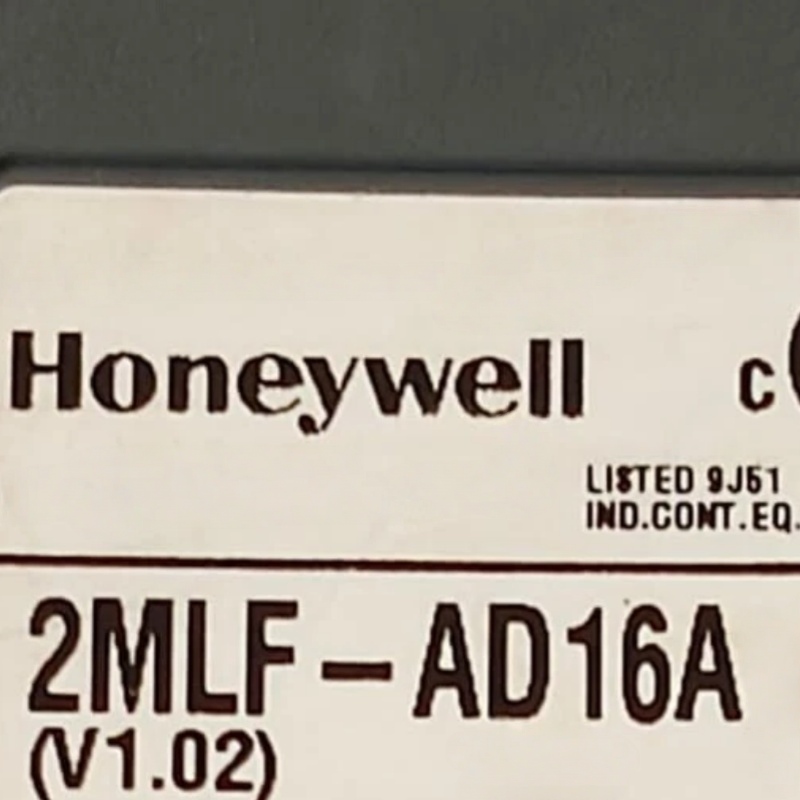 Honeywell
C
LISTED 9J51
IND.CONT.EQ.
2MLF-AD16A
(V1.02)